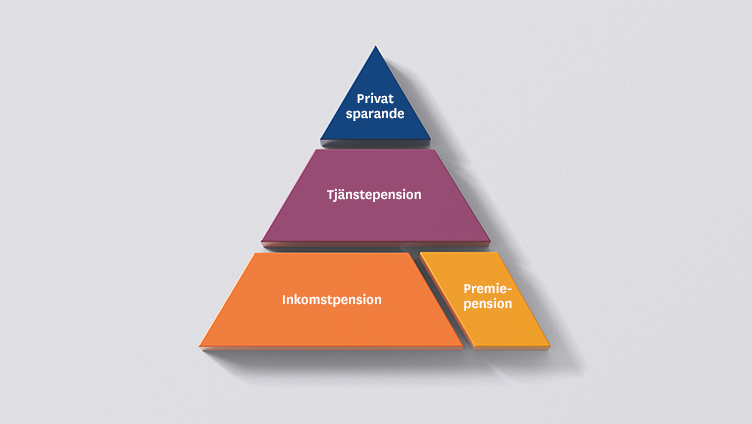 Privat
sparande
Tjänstepension
Inkomstpension
Premie-
pension